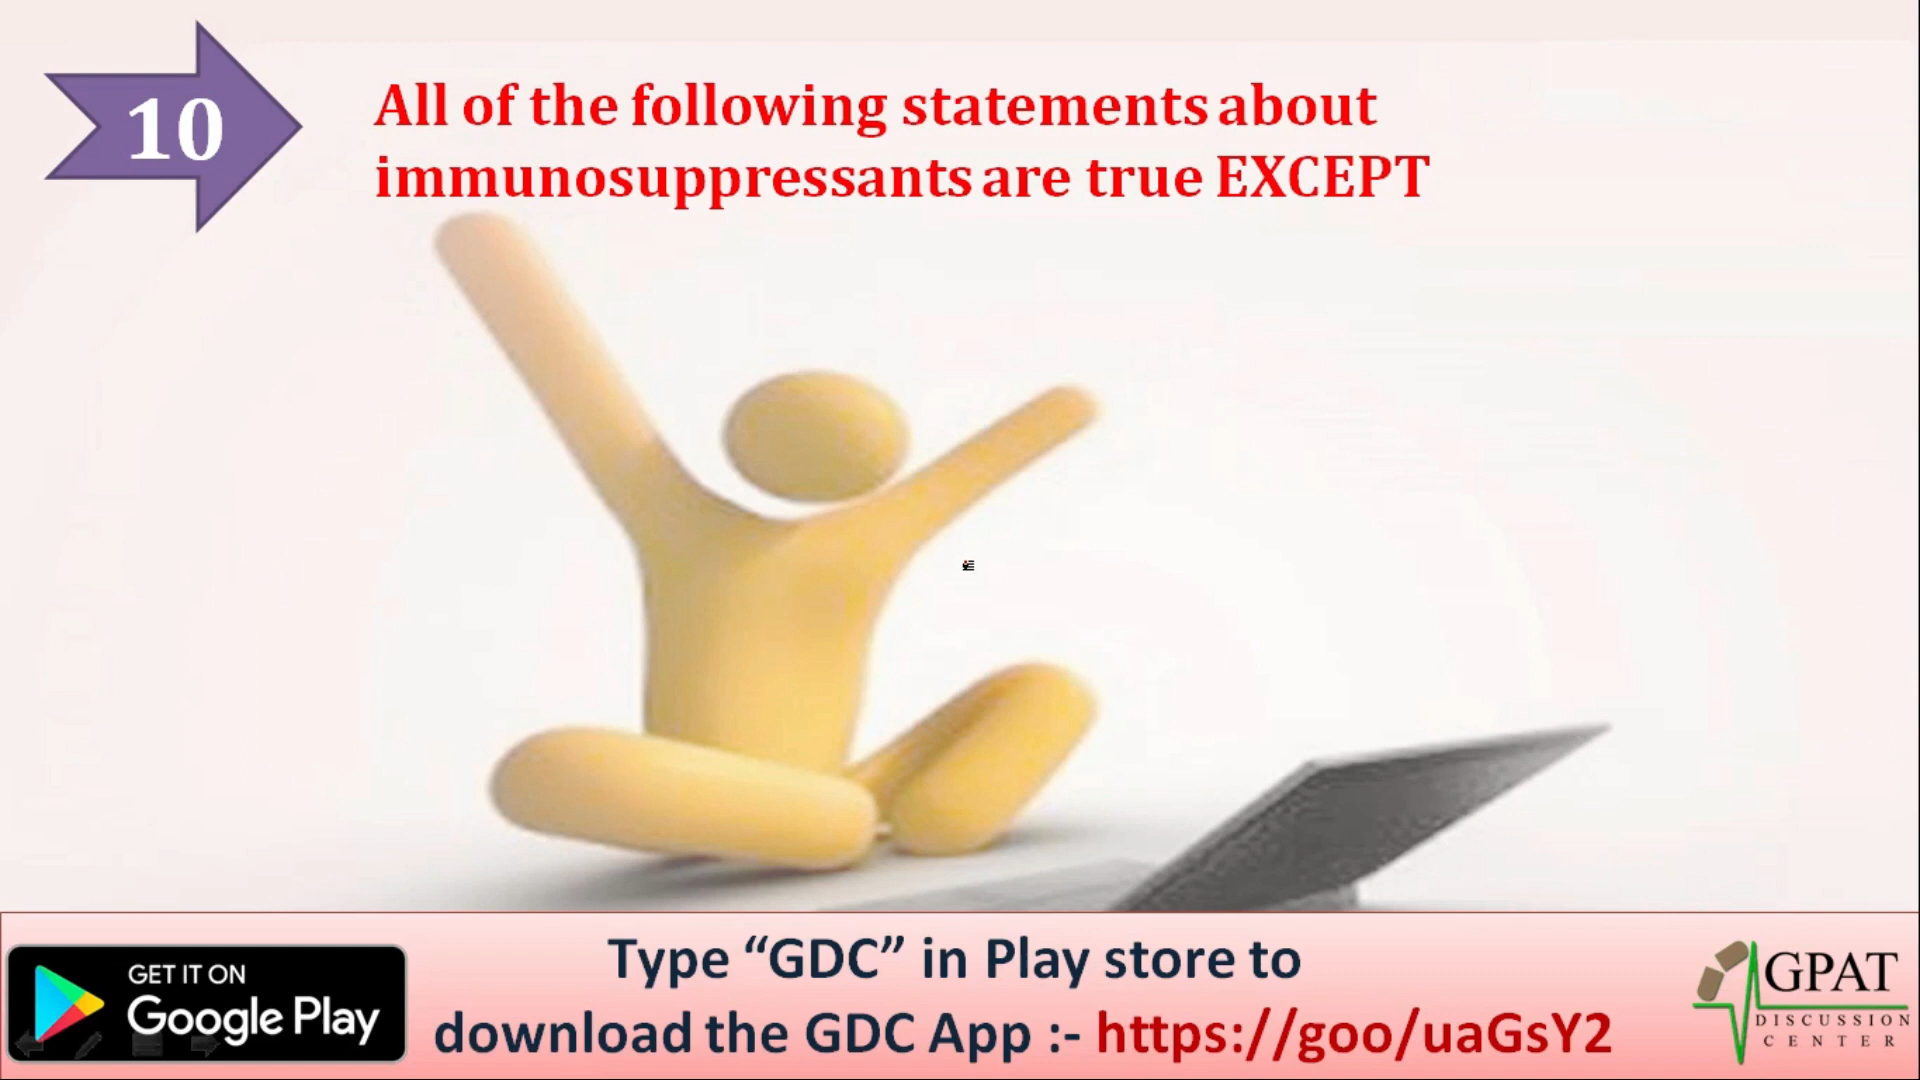 10
All of the following statements about
immunosuppressants are true EXCEPT
GET IT ON
Google Play
Type “GDC” in Play store to
download the GDC App :- https://goo/uaGsY2
GPAT
DISCUSSION
CENTER